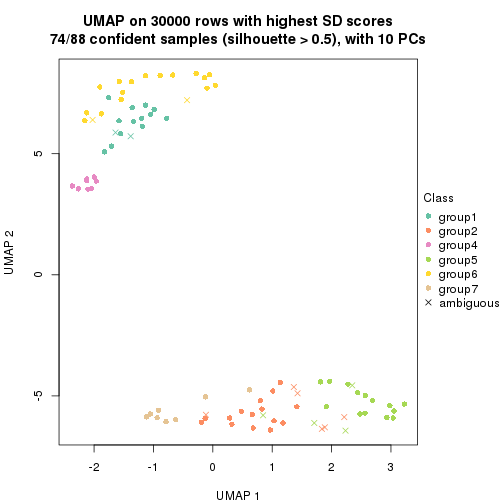 UMAP on 30000 rows with highest SD scores
74/88 confident samples (silhouette > 0.5), with 10 PCs
5
0
-5
UMAP 2
-2
-1
0
1
2
3
UMAP 1
Class
group1
group2
group4
group5
group6
group7
ambiguous